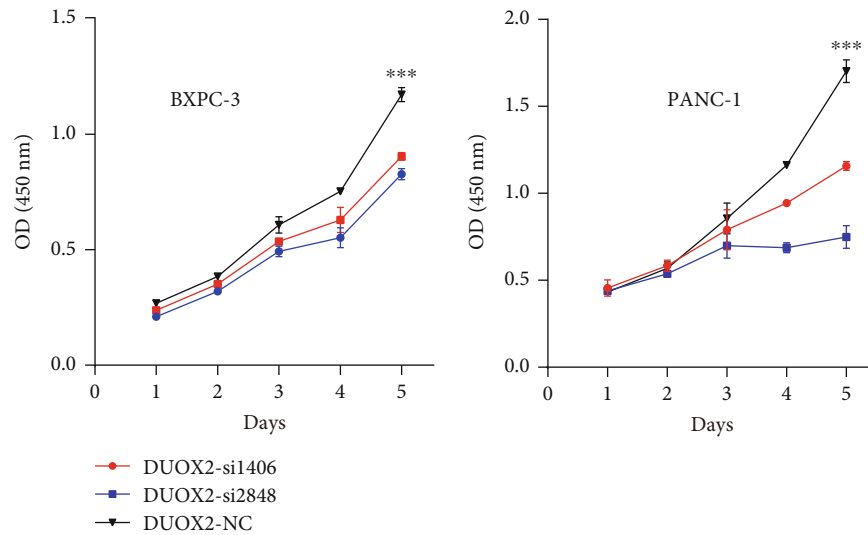 1.5
1.0
0.5
0.0
OD (450 nm)
BXPC-3
***
0 1 2 3 4 5
Days
2.0
1.5
1.0
0.5
0.0
OD (450 nm)
PANC-1
***
0 1 2 3 4 5
Days
DUOX2-si1406
DUOX2-si2848
DUOX2-NC